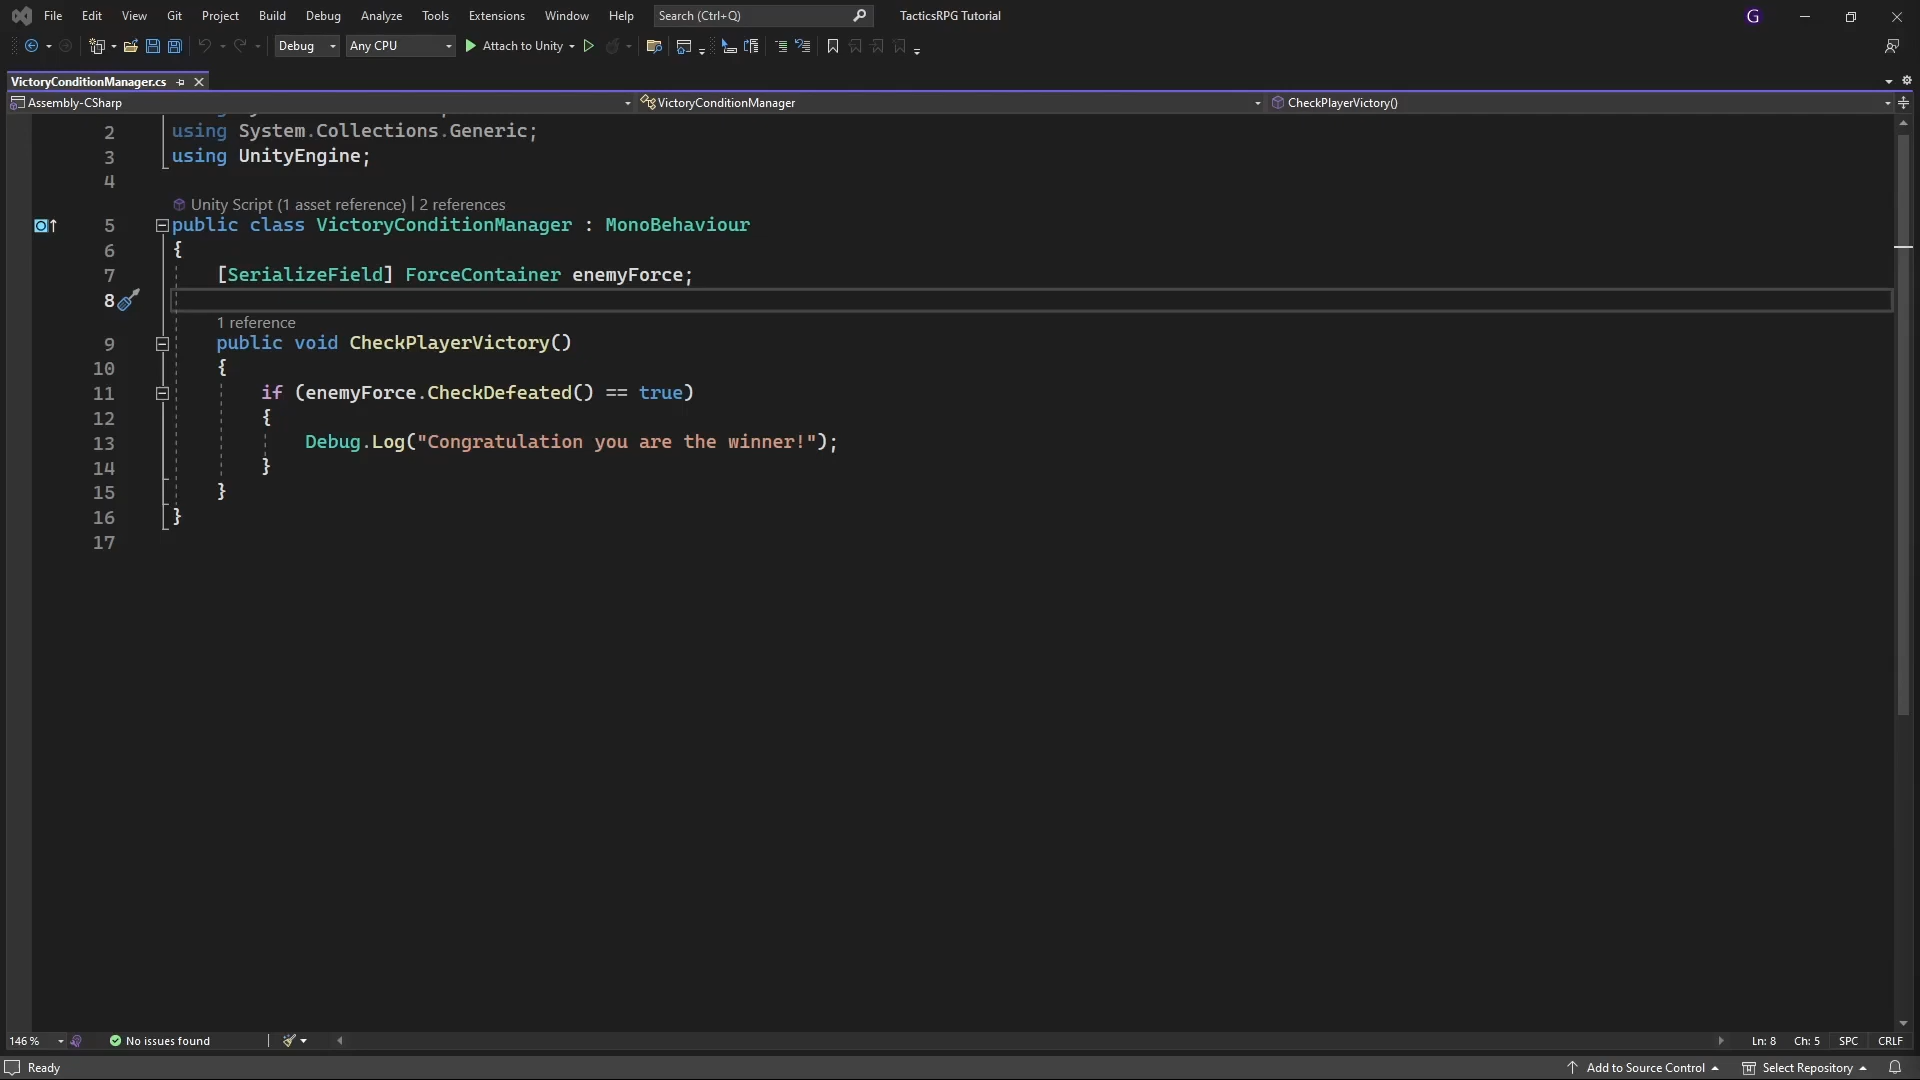 File Edit View Git Project Build Debug Analyze Tools Extensions Window Help Search (Ctrl+Q) TacticsRPG Tutorial G
Debug Any CPU Attach to Unity
VictoryConditionManager.cs
Assembly-CSharp VictoryConditionManager CheckPlayerVictory()
2 using System.Collections.Generic;
3 using UnityEngine;
4
Unity Script (1 asset reference) | 2 references
5 public class VictoryConditionManager : MonoBehaviour
6 {
7 [SerializeField] ForceContainer enemyForce;
8
1 reference
9 public void CheckPlayerVictory()
10 {
11 if (enemyForce.CheckDefeated() == true)
12 {
13 Debug.Log("Congratulation you are the winner!");
14 }
15 }
16 }
17
146 % No issues found Ln: 8 Ch: 5 SPC CRLF
Ready Add to Source Control Select Repository